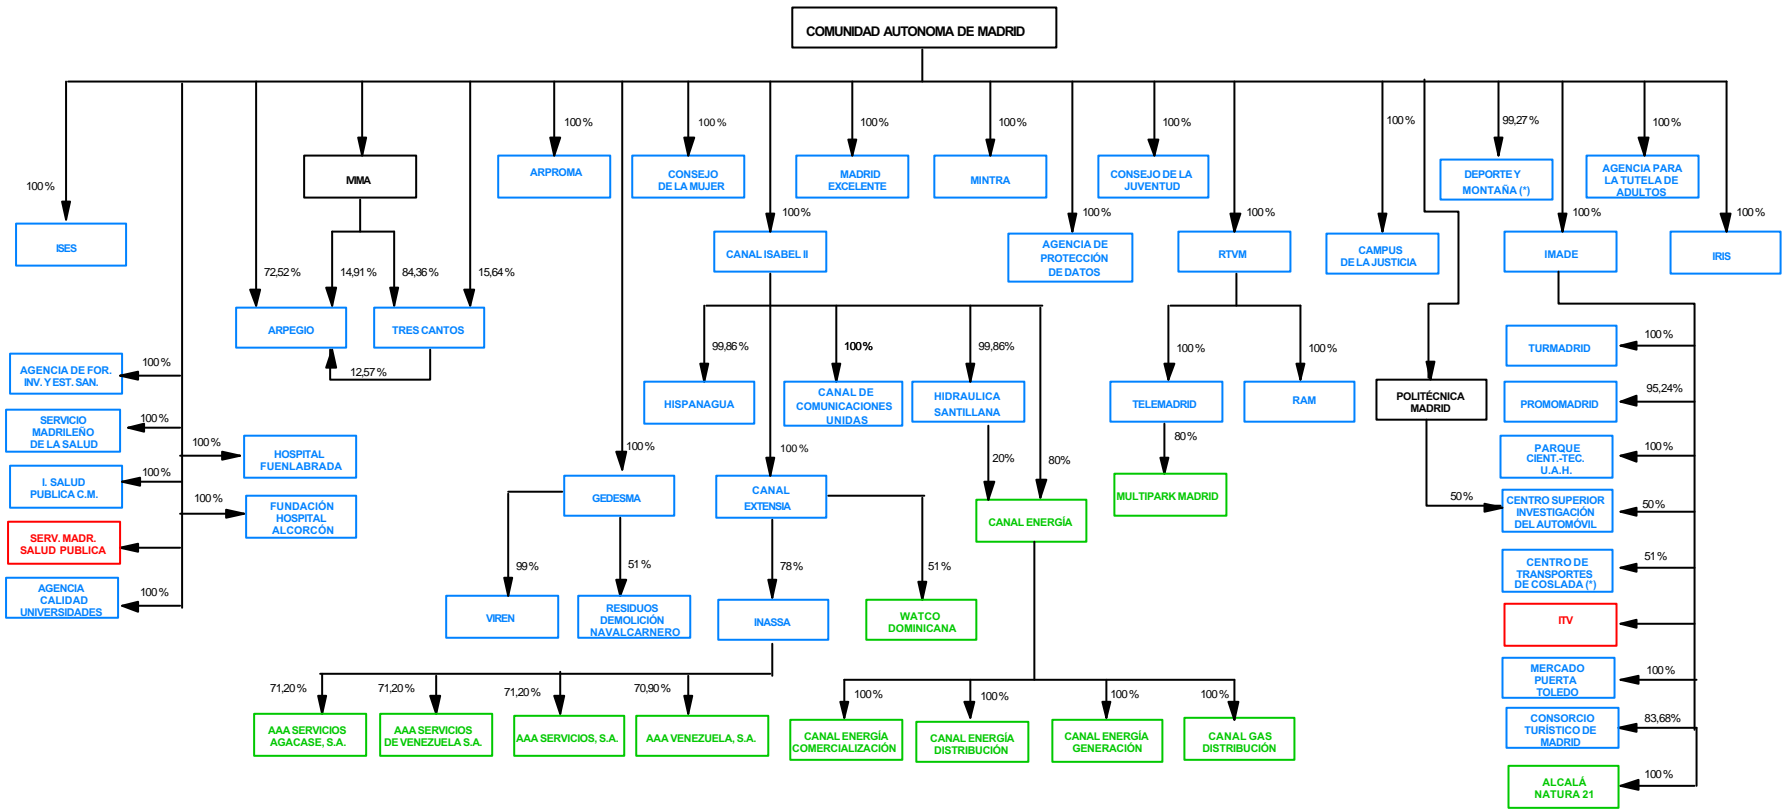 COMUNIDAD AUTONOMA DE MADRID
100%
100%
100%
100%
100%
100%
100%
99,27%
100%
IVIMA
ARPROMA
CONSEJO
DE LA MUJER
MADRID
EXCELENTE
MINTRA
CONSEJO DE LA
JUVENTUD
DEPORTE Y
MONTAÑA (*)
AGENCIA PARA
LA TUTELA DE
ADULTOS
100%
100%
100%
100%
100%
100%
ISES
CANAL ISABEL II
AGENCIA DE
PROTECCIÓN
DE DATOS
RTVM
CAMPUS
DE LA JUSTICIA
IMADE
IRIS
72,52%
14,91%
84,36%
15,64%
ARPEGIO
TRES CANTOS
12,57%
99,86%
100%
99,86%
100%
100%
100%
TURMADRID
AGENCIA DE FOR.
INV. Y EST. SAN.
100%
HISPANAGUA
CANAL DE
COMUNICACIONES
UNIDAS
HIDRAULICA
SANTILLANA
TELEMADRID
RAM
POLITÉCNICA
MADRID
PROMOMADRID
95,24%
SERVICIO
MADRILEÑO
DE LA SALUD
100%
100%
HOSPITAL
FUENLABRADA
100%
100%
20%
80%
80%
PARQUE
CIENT.-TEC.
U.A.H.
100%
I. SALUD
PUBLICA C.M.
100%
100%
FUNDACIÓN
HOSPITAL
ALCORCÓN
GEDESMA
CANAL
EXTENSIA
CANAL ENERGÍA
MULTIPARK MADRID
50%
CENTRO SUPERIOR
INVESTIGACIÓN
DEL AUTOMÓVIL
50%
SERV. MADR.
SALUD PUBLICA
99%
51%
78%
51%
CENTRO DE
TRANSPORTES
DE COSLADA (*)
51%
AGENCIA
CALIDAD
UNIVERSIDADES
100%
VIREN
RESIDUOS
DEMOLICIÓN
NAVALCARNERO
INASSA
WATCO
DOMINICANA
ITV
71,20%
71,20%
71,20%
70,90%
100%
100%
100%
100%
MERCADO
PUERTA
TOLEDO
100%
AAA SERVICIOS
AGACASE, S.A.
AAA SERVICIOS
DE VENEZUELA S.A.
AAA SERVICIOS, S.A.
AAA VENEZUELA, S.A.
CANAL ENERGÍA
COMERCIALIZACIÓN
CANAL ENERGÍA
DISTRIBUCIÓN
CANAL ENERGÍA
GENERACIÓN
CANAL GAS
DISTRIBUCIÓN
CONSORCIO
TURÍSTICO DE
MADRID
83,68%
ALCALÁ
NATURA 21
100%